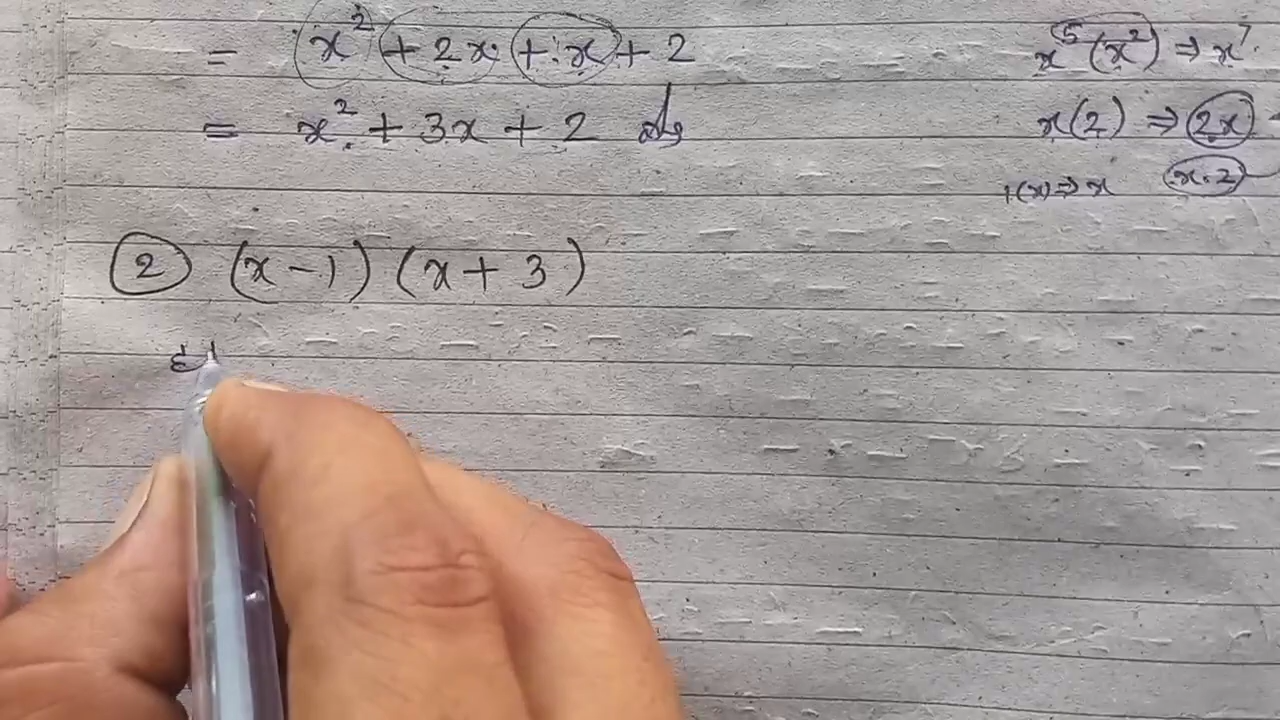 = x² + 2x + x + 2
x⁵(x²) ⇒ x⁷
= x² + 3x + 2
x(2) ⇒ 2x
1(x) ⇒ x x.2
② (x - 1) (x + 3)